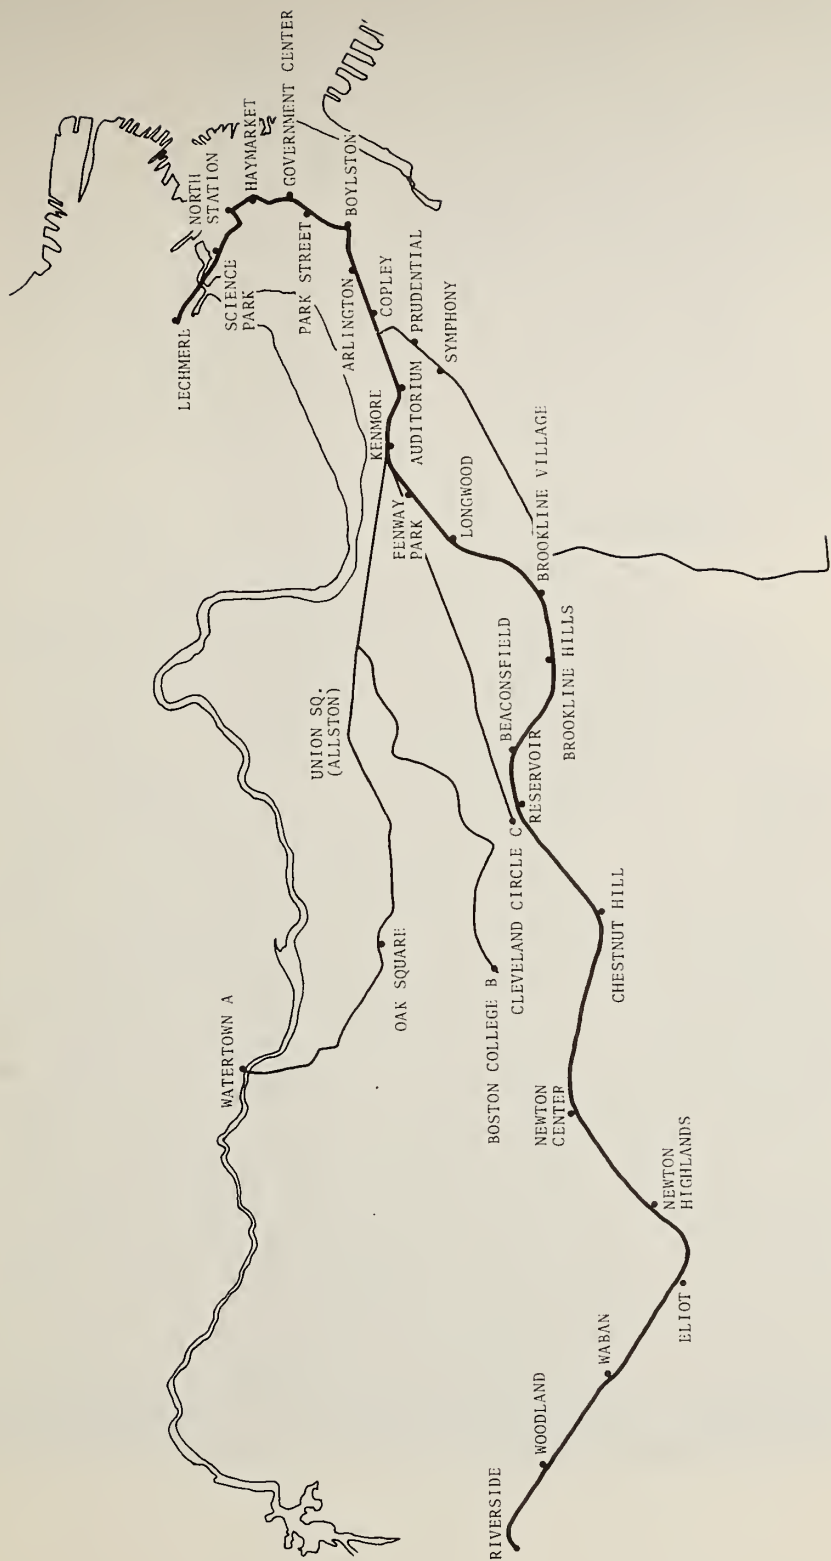 LECHMERE
SCIENCE
PARK
NORTH
STATION
HAYMARKET
GOVERNMENT CENTER
PARK STREET
BOYLSTON
ARLINGTON
COPLEY
PRUDENTIAL
SYMPHONY
AUDITORIUM
KENMORE
FENWAY
PARK
LONGWOOD
BROOKLINE VILLAGE
BROOKLINE HILLS
BEACONSFIELD
RESERVOIR
CLEVELAND CIRCLE C
BOSTON COLLEGE B
UNION SQ.
(ALLSTON)
OAK SQUARE
WATERTOWN A
CHESTNUT HILL
NEWTON
CENTER
NEWTON
HIGHLANDS
ELIOT
WABAN
WOODLAND
RIVERSIDE